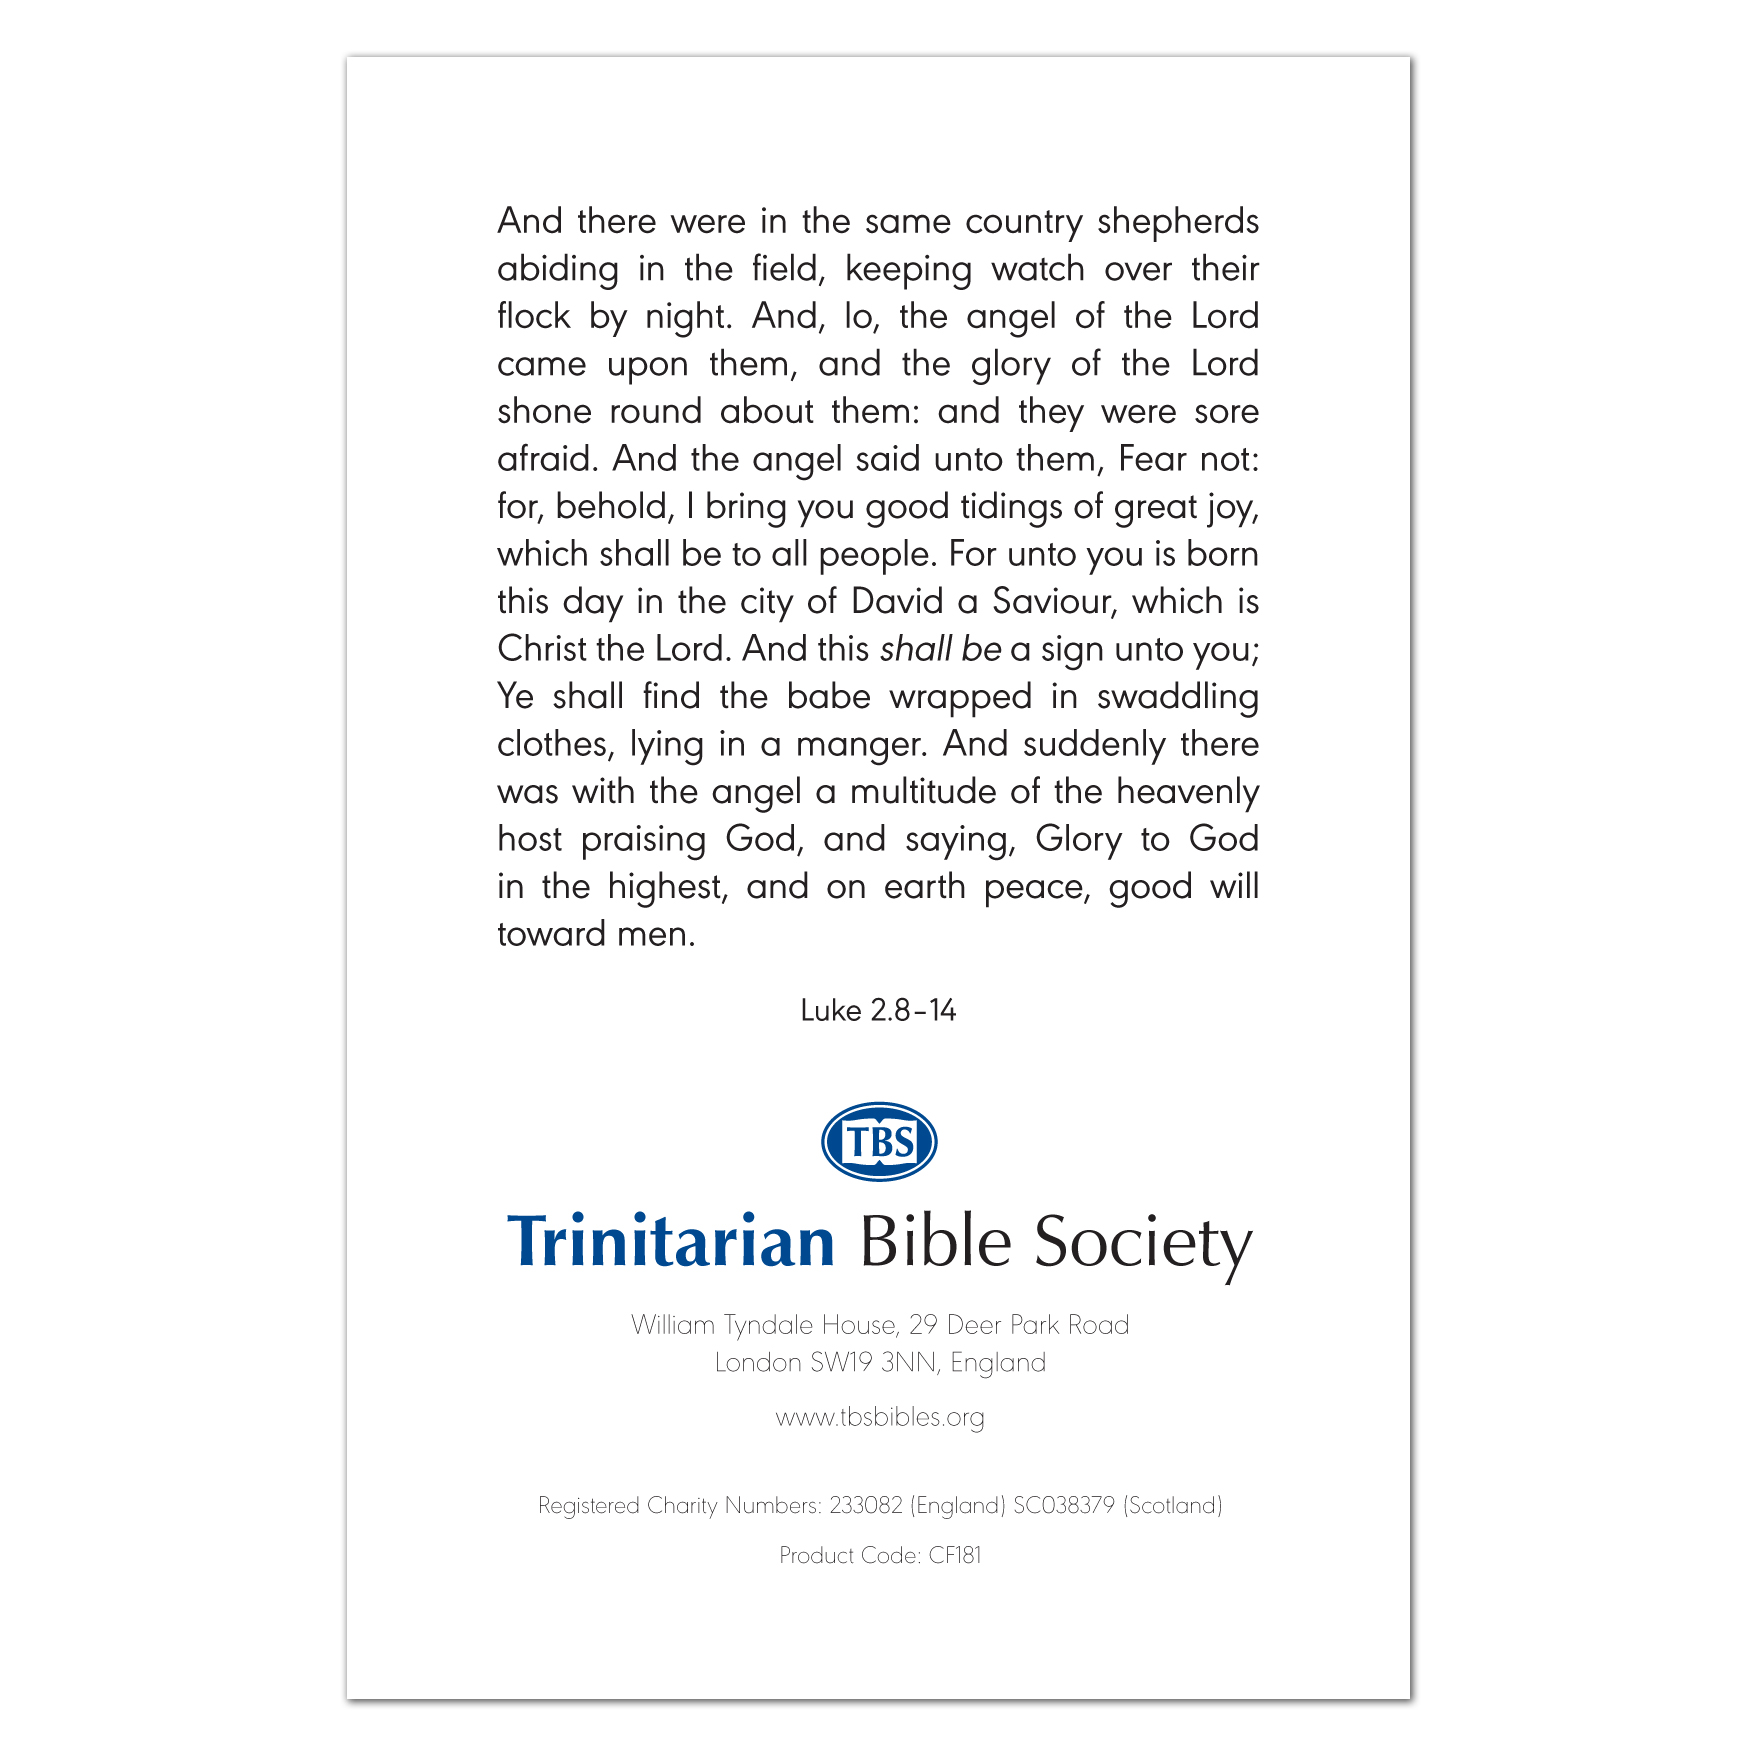 And there were in the same country shepherds
abiding in the field, keeping watch over their
flock by night. And, lo, the angel of the Lord
came upon them, and the glory of the Lord
shone round about them: and they were sore
afraid. And the angel said unto them, Fear not:
for, behold, I bring you good tidings of great joy,
which shall be to all people. For unto you is born
this day in the city of David a Saviour, which is
Christ the Lord. And this shall be a sign unto you;
Ye shall find the babe wrapped in swaddling
clothes, lying in a manger. And suddenly there
was with the angel a multitude of the heavenly
host praising God, and saying, Glory to God
in the highest, and on earth peace, good will
toward men.
Luke 2.8–14
TBS
Trinitarian Bible Society
William Tyndale House, 29 Deer Park Road
London SW19 3NN, England
www.tbsbibles.org
Registered Charity Numbers: 233082 (England) SC038379 (Scotland)
Product Code: CF181